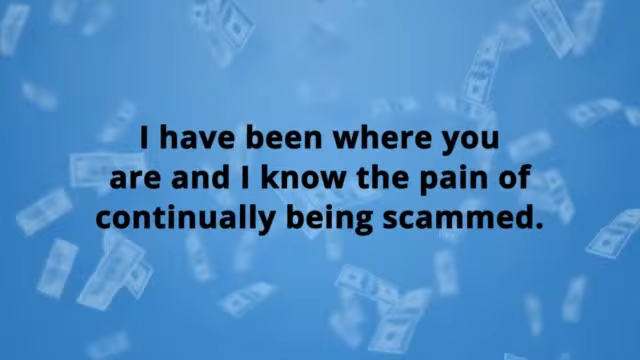 I have been where you
are and I know the pain of
continually being scammed.